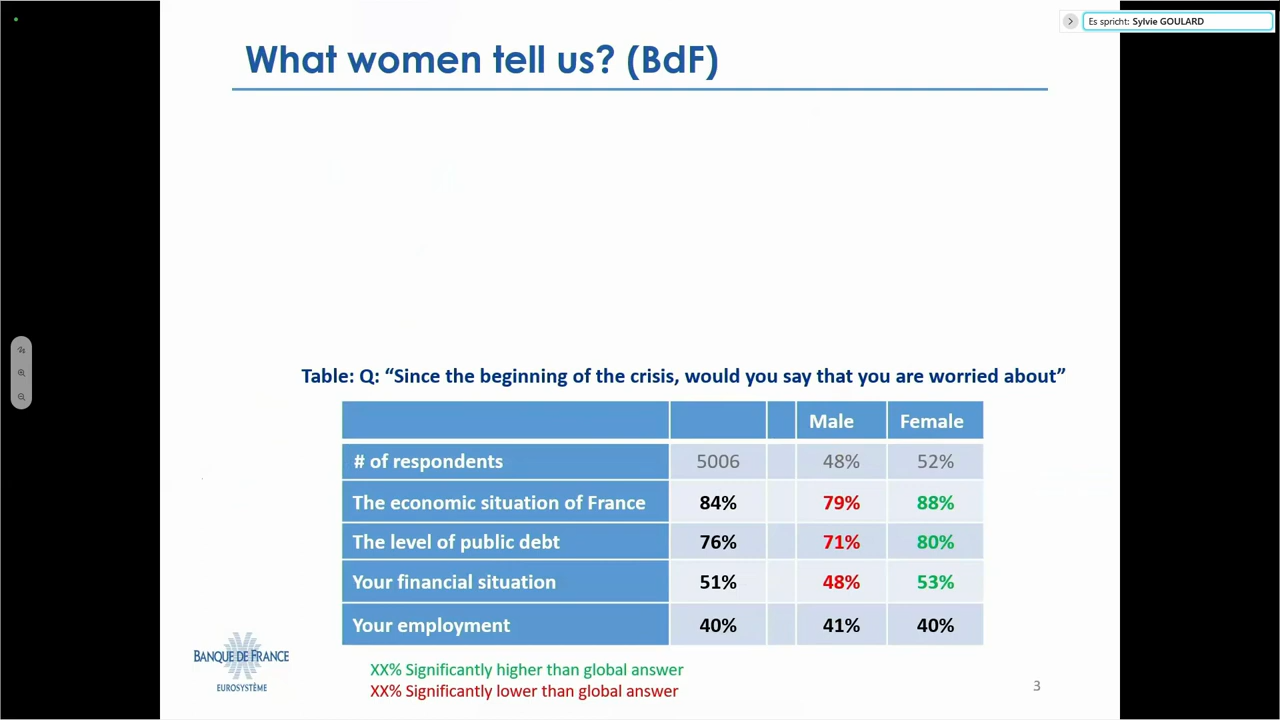 Es spricht: Sylvie GOULARD
What women tell us? (BdF)
Table: Q: “Since the beginning of the crisis, would you say that you are worried about”
Male Female
# of respondents 5006 48% 52%
The economic situation of France 84% 79% 88%
The level of public debt 76% 71% 80%
Your financial situation 51% 48% 53%
Your employment 40% 41% 40%
BANQUE DE FRANCE
EUROSYSTÈME
XX% Significantly higher than global answer
XX% Significantly lower than global answer
3